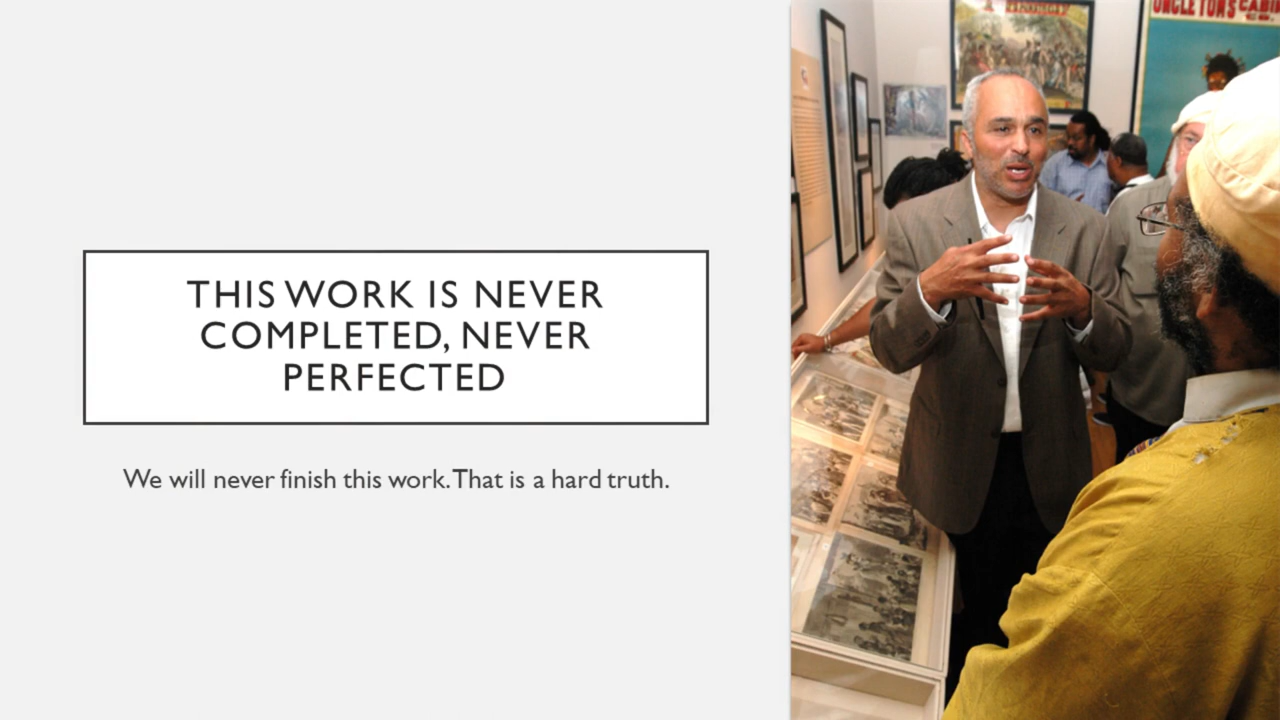 THIS WORK IS NEVER
COMPLETED, NEVER
PERFECTED
We will never finish this work. That is a hard truth.
UNCLE TOM'S CABIN